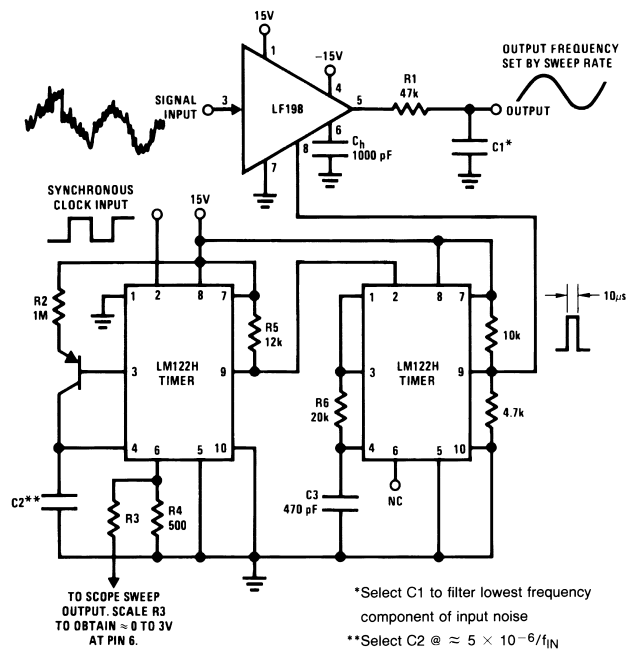 15V
1
-15V
4
OUTPUT FREQUENCY
SET BY SWEEP RATE
SIGNAL
INPUT
3
LF198
5
R1
47k
OUTPUT
6
8
Ch
1000 pF
C1*
7
SYNCHRONOUS
CLOCK INPUT
15V
R2
1M
1
2
8
7
R5
12k
3
LM122H
TIMER
9
4
6
5
10
C2**
R3
R4
500
1
2
8
7
10k
3
LM122H
TIMER
9
R6
20k
4.7k
4
6
5
10
C3
470 pF
NC
10μs
TO SCOPE SWEEP
OUTPUT. SCALE R3
TO OBTAIN ≈ 0 TO 3V
AT PIN 6.
*Select C1 to filter lowest frequency
component of input noise
**Select C2 @ ≈ 5 × 10⁻⁶/fIN